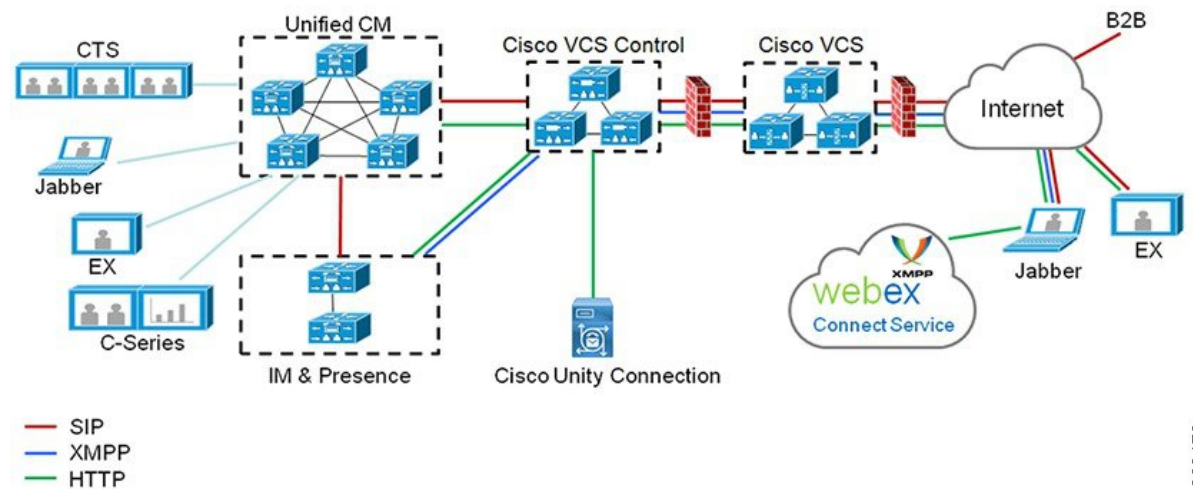 Unified CM
CTS
Jabber
EX
C-Series
IM & Presence
Cisco VCS Control
Cisco VCS
Cisco Unity Connection
Internet
B2B
XMPP
webex
Connect Service
Jabber
EX
SIP
XMPP
HTTP